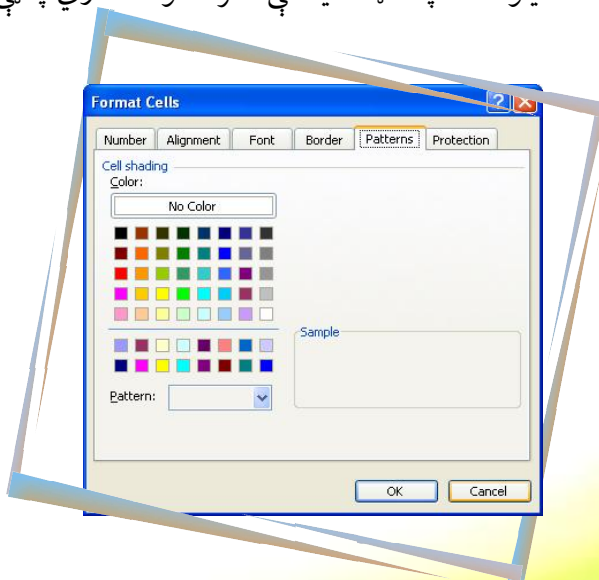 Format Cells
Number Alignment Font Border Patterns Protection
Cell shading
Color:
No Color
Sample
Pattern:
OK Cancel